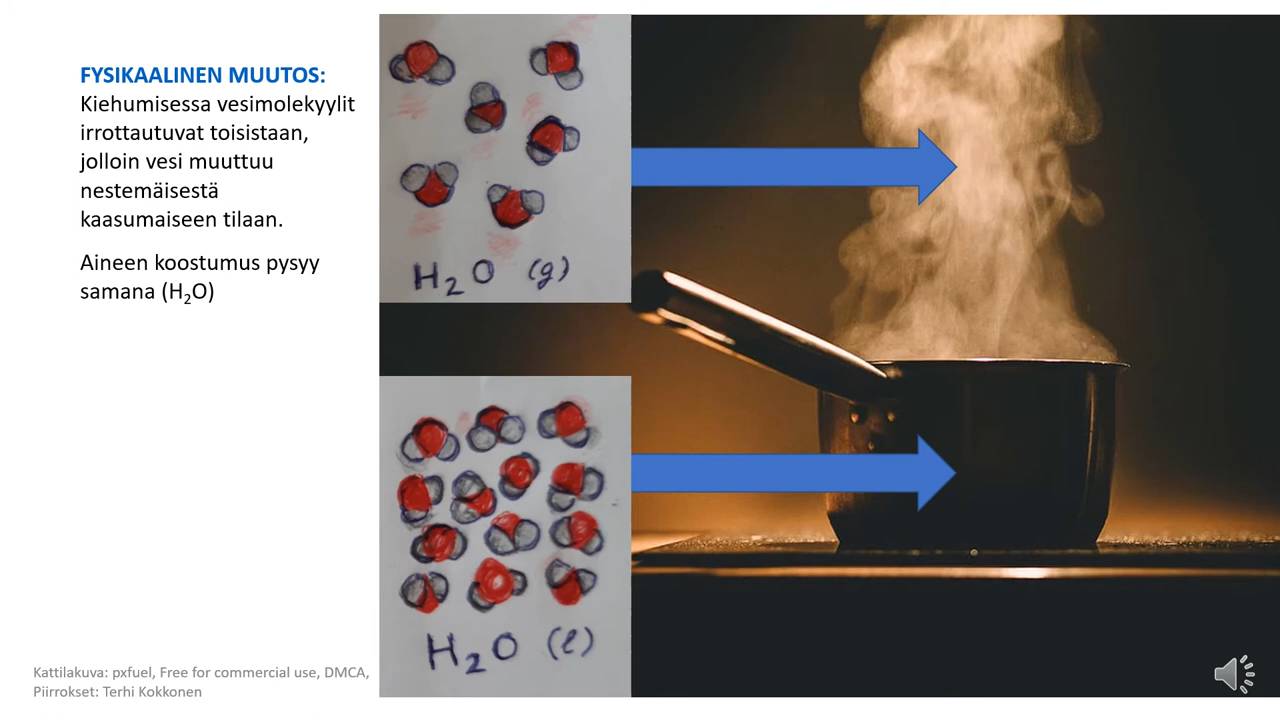 FYSIKAALINEN MUUTOS:
Kiehumisessa vesimolekyylit
irrottautuvat toisistaan,
jolloin vesi muuttuu
nestemäisestä
kaasumaiseen tilaan.
Aineen koostumus pysyy
samana (H₂O)
H₂O (g)
H₂O (l)
Kattilakuva: pxfuel, Free for commercial use, DMCA,
Piirrokset: Terhi Kokkonen